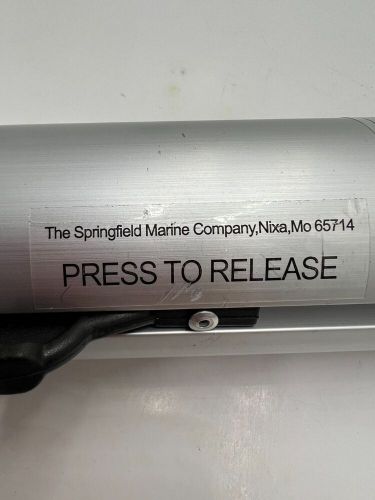 The Springfield Marine Company,Nixa,Mo 65714
PRESS TO RELEASE